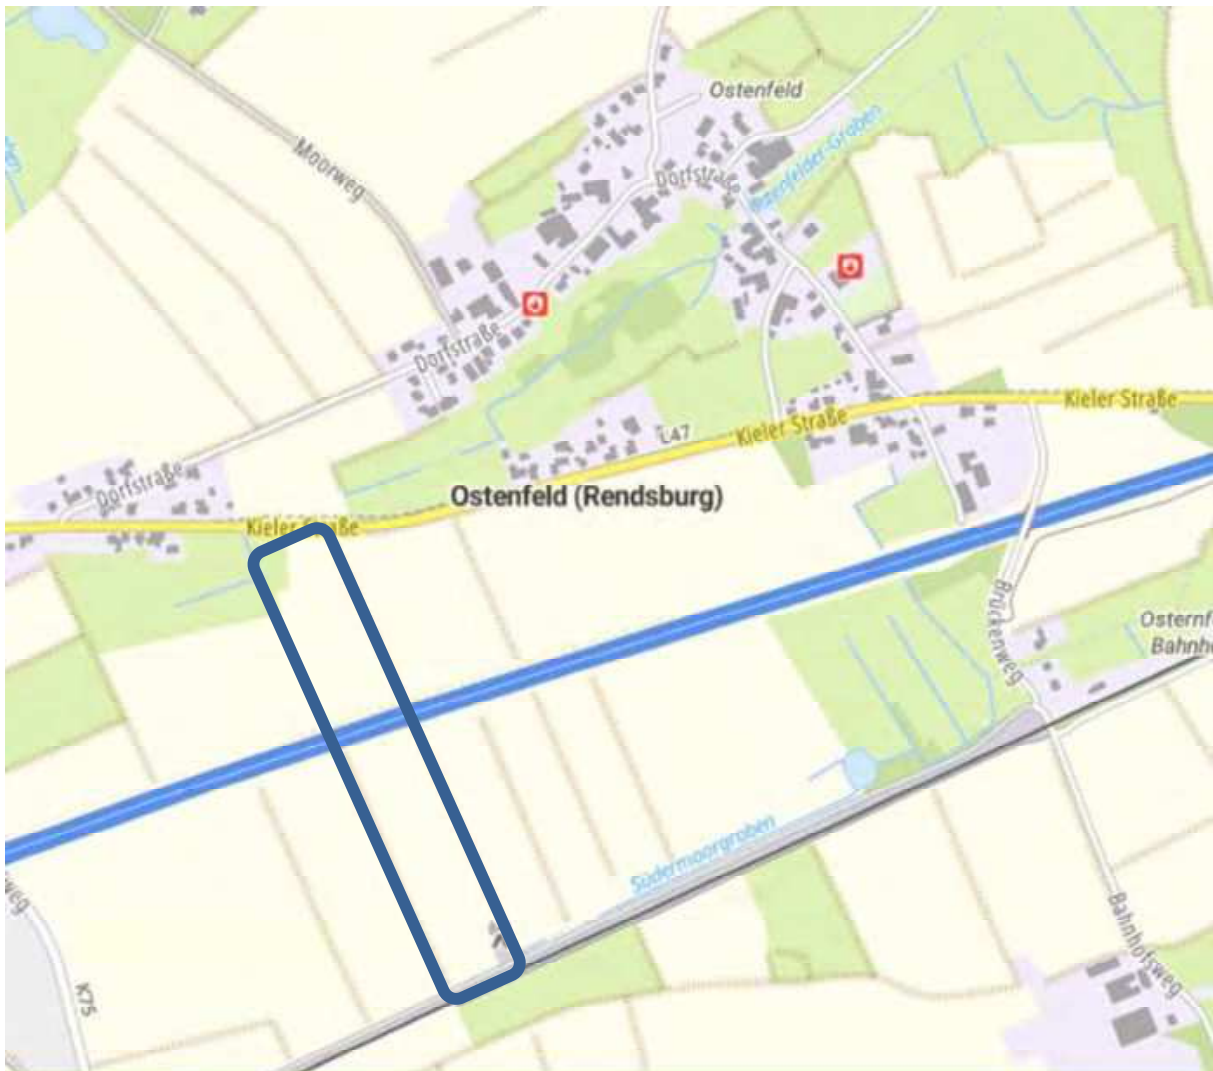 Ostenfeld
Moorweg
Dorfstraße
Dorfstraße
Kieler Straße
Kieler Straße
L47
Dorfstraße
Ostenfeld (Rendsburg)
Kieler Straße
Brückenweg
Südermoorgraben
Bahnhofsweg
K75